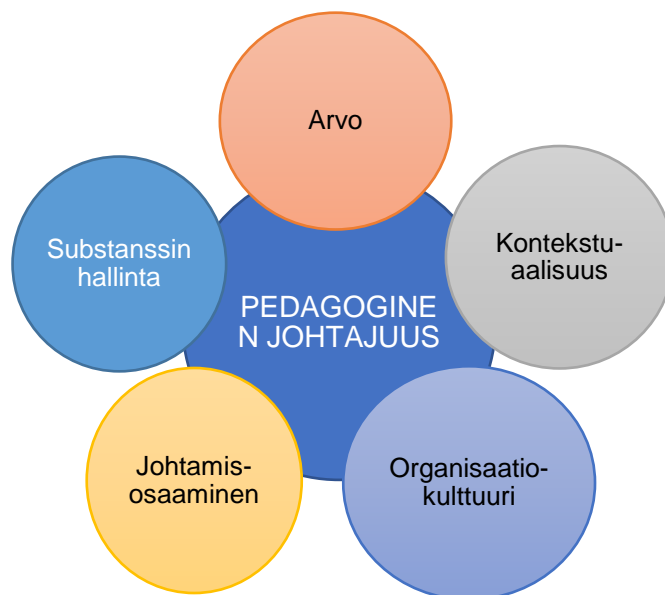 Arvo
Substanssin
hallinta
Kontekstu-
aalisuus
PEDAGOGINE
N JOHTAJUUS
Johtamis-
osaaminen
Organisaatio-
kulttuuri